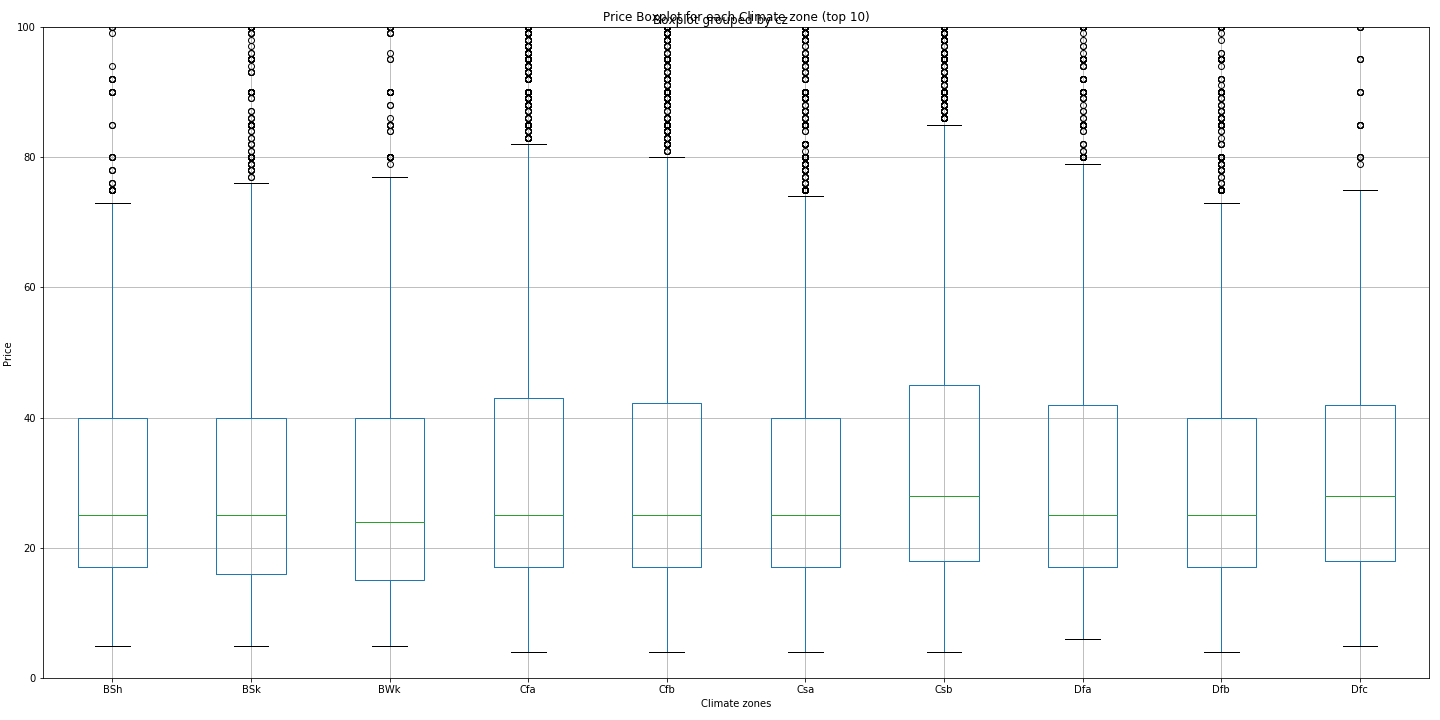 Price Boxplot for each Climate zone (top 10)
Boxplot grouped by cz
100
80
60
40
20
0
Price
BSh BSk BWk Cfa Cfb Csa Csb Dfa Dfb Dfc
Climate zones